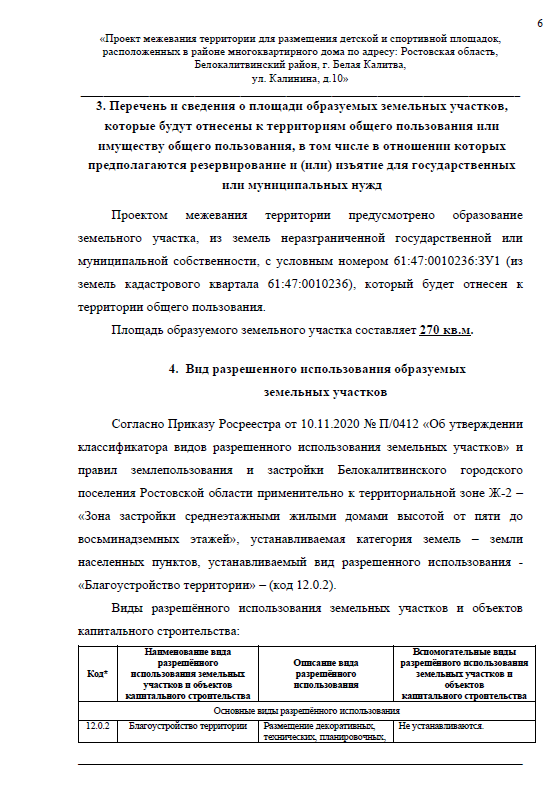 6
«Проект межевания территории для размещения детской и спортивной площадок,
расположенных в районе многоквартирного дома по адресу: Ростовская область,
Белокалитвинский район, г. Белая Калитва,
ул. Калинина, д.10»
3. Перечень и сведения о площади образуемых земельных участков,
которые будут отнесены к территориям общего пользования или
имуществу общего пользования, в том числе в отношении которых
предполагаются резервирование и (или) изъятие для государственных
или муниципальных нужд
Проектом межевания территории предусмотрено образование
земельного участка, из земель неразграниченной государственной или
муниципальной собственности, с условным номером 61:47:0010236:ЗУ1 (из
земель кадастрового квартала 61:47:0010236), который будет отнесен к
территории общего пользования.
Площадь образуемого земельного участка составляет 270 кв.м.
4. Вид разрешенного использования образуемых
земельных участков
Согласно Приказу Росреестра от 10.11.2020 № П/0412 «Об утверждении
классификатора видов разрешенного использования земельных участков» и
правил землепользования и застройки Белокалитвинского городского
поселения Ростовской области применительно к территориальной зоне Ж-2 –
«Зона застройки среднеэтажными жилыми домами высотой от пяти до
восьминадземных этажей», устанавливаемая категория земель – земли
населенных пунктов, устанавливаемый вид разрешенного использования -
«Благоустройство территории» – (код 12.0.2).
Виды разрешённого использования земельных участков и объектов
капитального строительства:
Код*
Наименование вида
разрешённого
использования земельных
участков и объектов
капитального строительства
Описание вида
разрешённого
использования
Вспомогательные виды
разрешённого использования
земельных участков и
объектов
капитального строительства
Основные виды разрешённого использования
12.0.2
Благоустройство территории
Размещение декоративных,
технических, планировочных,
Не устанавливаются.